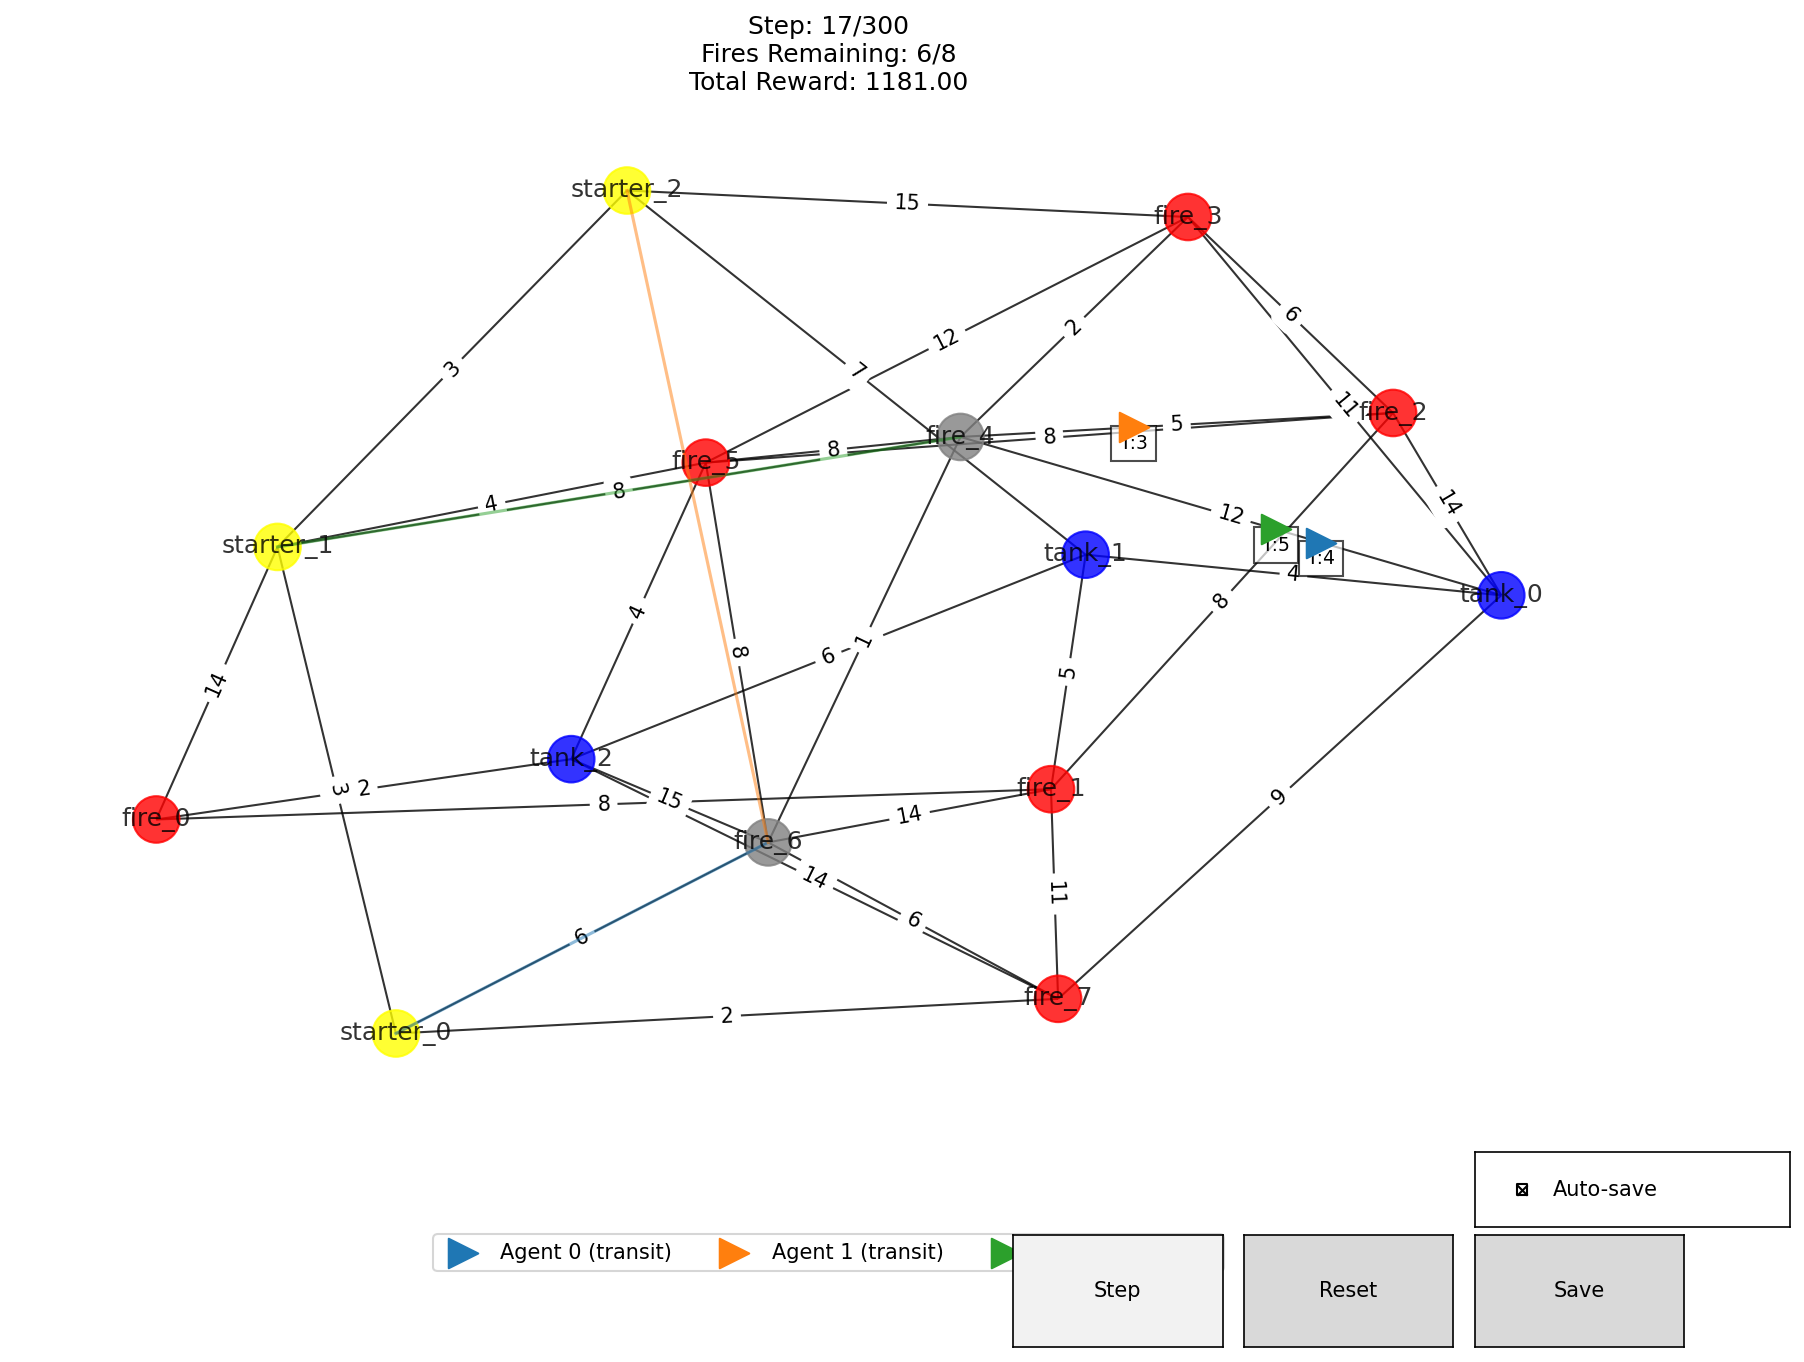 Step: 17/300
Fires Remaining: 6/8
Total Reward: 1181.00
starter_2
15
fire_3
6
2
12
3
7
11
fire_2
5
8
fire_4
8
T:3
fire_5
4
8
14
12
starter_1
tank_1
T:5
T:4
4
tank_0
8
4
1
8
6
5
14
tank_2
3
2
15
8
fire_1
9
fire_0
14
fire_6
14
11
6
6
fire_7
2
starter_0
Auto-save
Agent 0 (transit)
Agent 1 (transit)
Step
Reset
Save